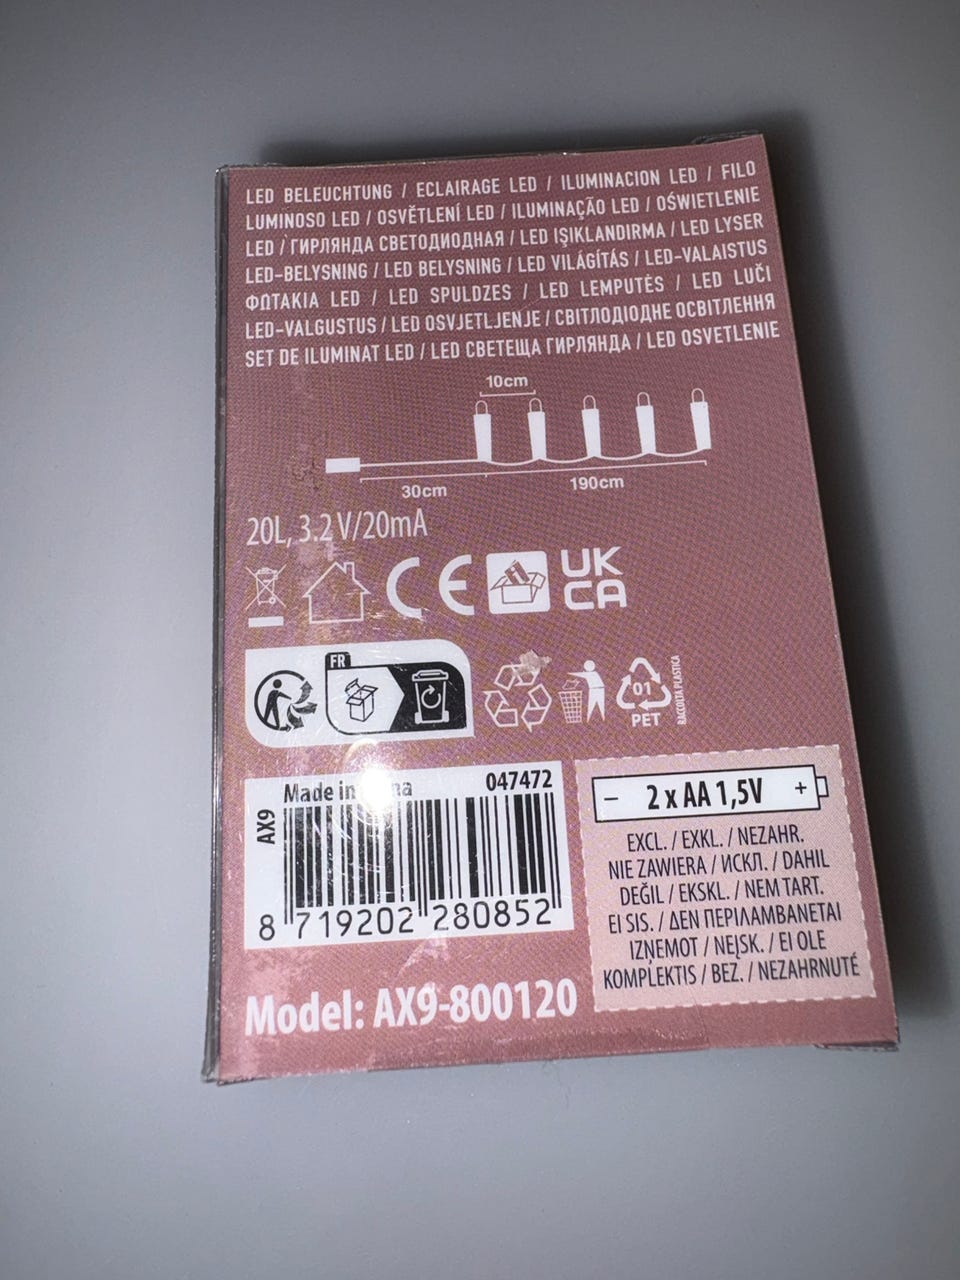 LED BELEUCHTUNG / ECLAIRAGE LED / ILUMINACION LED / FILO
LUMINOSO LED / OSVĚTLENÍ LED / ILUMINAÇÃO LED / OŚWIETLENIE
LED / ГИРЛЯНДА СВЕТОДИОДНАЯ / LED IŞIKLANDIRMA / LED LYSER
LED-BELYSNING / LED BELYSNING / LED VILÁGÍTÁS / LED-VALAISTUS
ΦΩΤΑΚΙΑ LED / LED SPULDZES / LED LEMPUTĖS / LED LUČI
LED-VALGUSTUS / LED OSVJETLJENJE / СВІТЛОДІОДНЕ ОСВІТЛЕННЯ
SET DE ILUMINAT LED / LED СВЕТЕЩА ГИРЛЯНДА / LED OSVETLENIE
10cm
30cm
190cm
20L, 3.2V/20mA
CE
UK
CA
FR
01
PET
RACCOLTA PLASTICA
Made in
047472
AX9
8 719202 280852
Model: AX9-800120
− 2 x AA 1,5V +
EXCL. / EXKL. / NEZAHR.
NIE ZAWIERA / ИСКЛ. / DAHIL
DEĞIL / EKSKL. / NEM TART.
EI SIS. / ΔΕΝ ΠΕΡΙΛΑΜΒΑΝΕΤΑΙ
IZŅEMOT / NEĮSK. / EI OLE
KOMPLEKTIS / BEZ. / NEZAHRNUTÉ